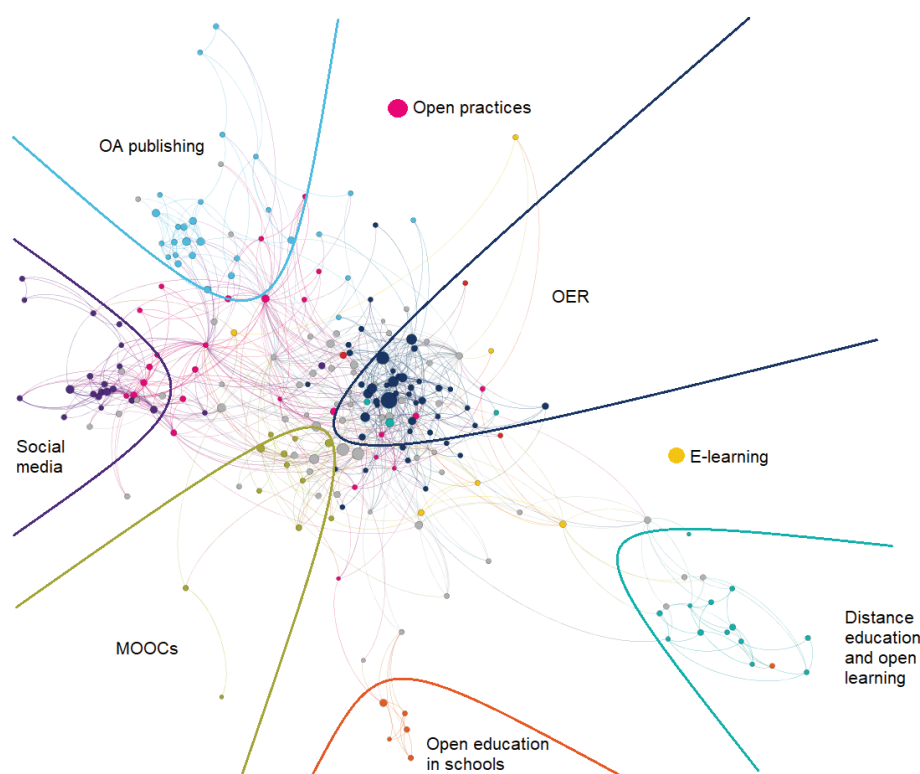 Open practices
OA publishing
OER
Social
media
E-learning
MOOCs
Distance
education
and open
learning
Open education
in schools